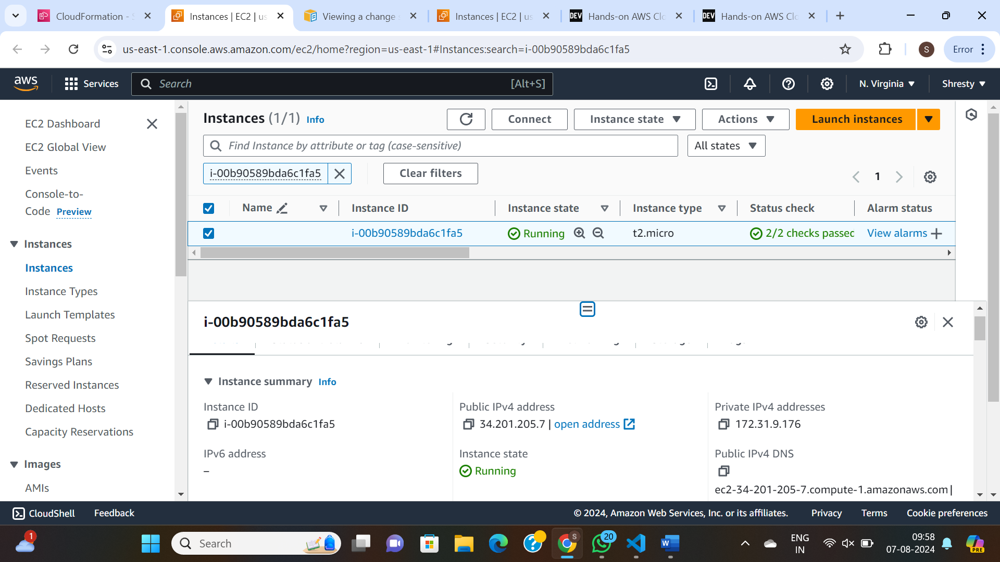 CloudFormation - S
Instances | EC2 | us
Viewing a change s
Instances | EC2 | us
DEV Hands-on AWS Clo
DEV Hands-on AWS Clo
us-east-1.console.aws.amazon.com/ec2/home?region=us-east-1#Instances:search=i-00b90589bda6c1fa5
S
Error
aws
Services
Search [Alt+S]
N. Virginia
Shresty
EC2 Dashboard
EC2 Global View
Events
Console-to-
Code Preview
Instances
Instances
Instance Types
Launch Templates
Spot Requests
Savings Plans
Reserved Instances
Dedicated Hosts
Capacity Reservations
Images
AMIs
Instances (1/1) Info
Connect
Instance state
Actions
Launch instances
Find Instance by attribute or tag (case-sensitive)
All states
i-00b90589bda6c1fa5
Clear filters
1
Name Instance ID Instance state Instance type Status check Alarm status
i-00b90589bda6c1fa5 Running t2.micro 2/2 checks passed View alarms
i-00b90589bda6c1fa5
Instance summary Info
Instance ID
i-00b90589bda6c1fa5
Public IPv4 address
34.201.205.7 | open address
Private IPv4 addresses
172.31.9.176
IPv6 address
–
Instance state
Running
Public IPv4 DNS
ec2-34-201-205-7.compute-1.amazonaws.com |
CloudShell
Feedback
© 2024, Amazon Web Services, Inc. or its affiliates.
Privacy
Terms
Cookie preferences
1
Search
S
20
W
ENG
IN
09:58
07-08-2024
PRE